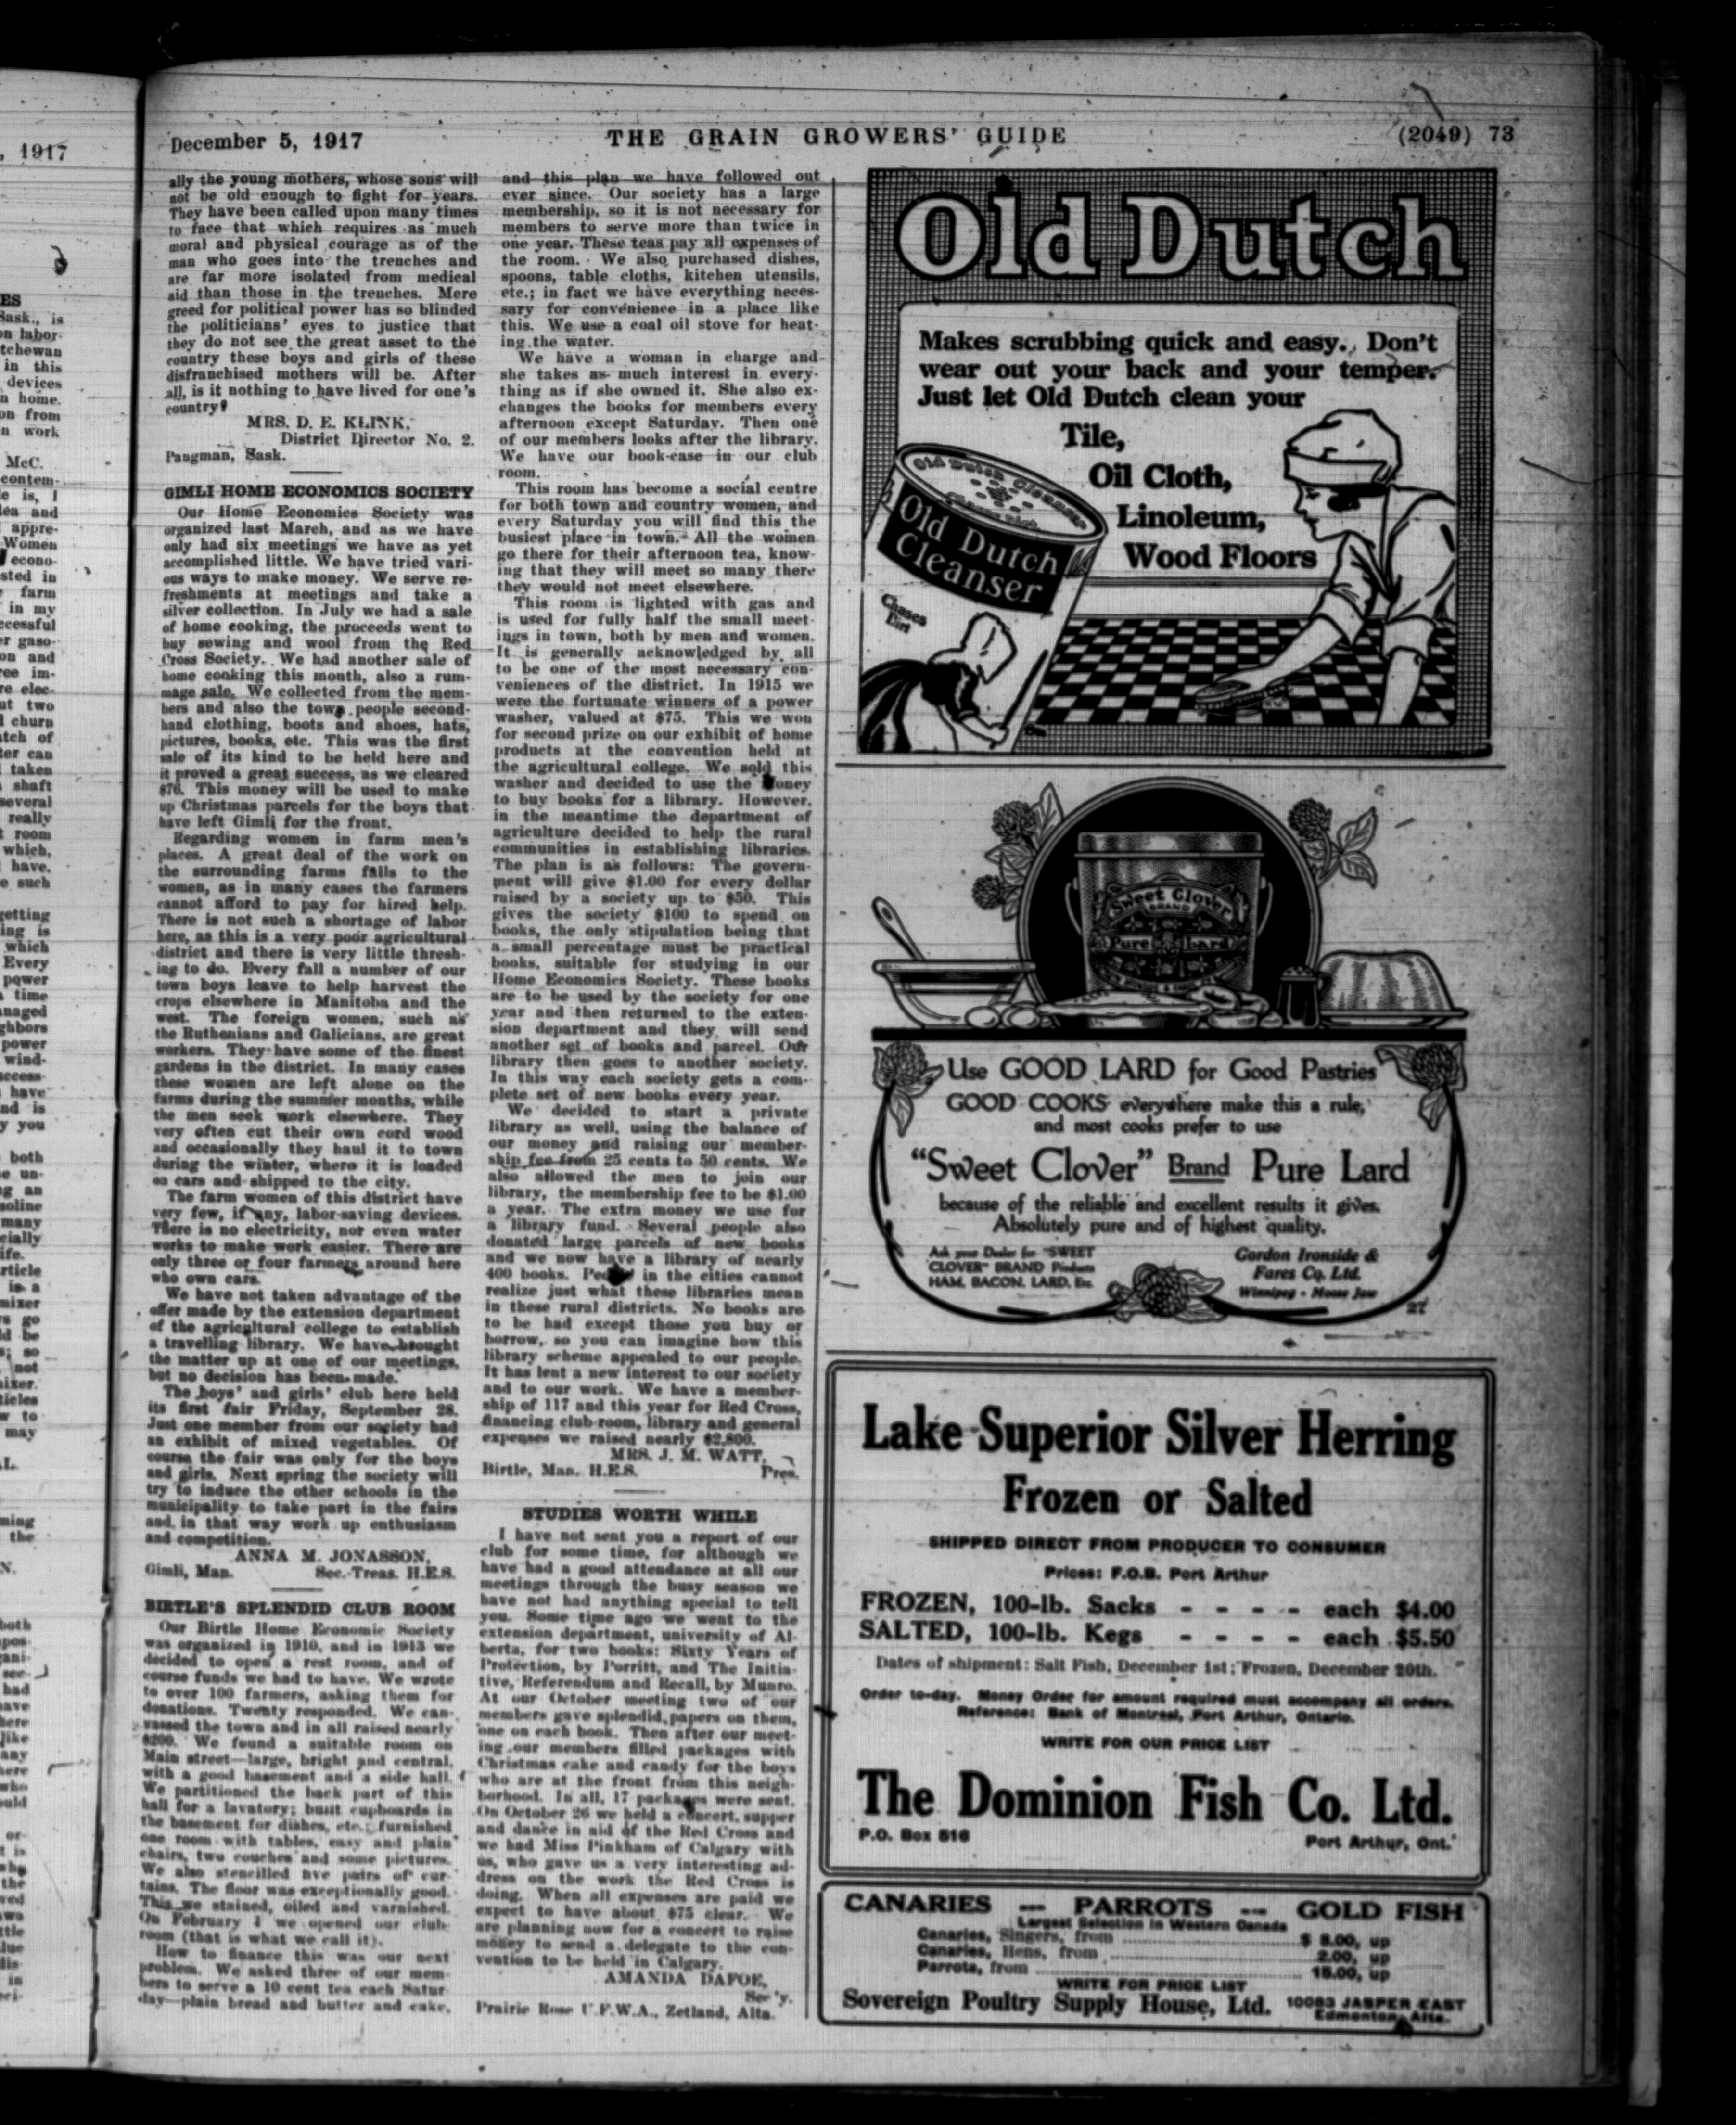 December 5, 1917
THE GRAIN GROWERS' GUIDE
(2049) 73
ally the young mothers, whose sons will
not be old enough to fight for years.
They have been called upon many times
to face that which requires as much
moral and physical courage as of the
man who goes into the trenches and
are far more isolated from medical
aid than those in the trenches. Mere
greed for political power has so blinded
the politicians' eyes to justice that
they do not see the great asset to the
country these boys and girls of these
disfranchised mothers will be. After
all, is it nothing to have lived for one's
country?
MRS. D. E. KLINK,
District Director No. 2.
Pangman, Sask.
GIMLI HOME ECONOMICS SOCIETY
Our Home Economics Society was
organized last March, and as we have
only had six meetings we have as yet
accomplished little. We have tried vari-
ous ways to make money. We serve re-
freshments at meetings and take a
silver collection. In July we had a sale
of home cooking, the proceeds went to
buy sewing and wool from the Red
Cross Society. We had another sale of
home cooking this month, also a rum-
mage sale. We collected from the mem-
bers and also the town people second-
hand clothing, boots and shoes, hats,
pictures, books, etc. This was the first
sale of its kind to be held here and
it proved a great success, as we cleared
$76. This money will be used to make
up Christmas parcels for the boys that
have left Gimli for the front.
Regarding women in farm men's
places. A great deal of the work on
the surrounding farms falls to the
women, as in many cases the farmers
cannot afford to pay for hired help.
There is not such a shortage of labor
here, as this is a very poor agricultural
district and there is very little thresh-
ing to do. Every fall a number of our
town boys leave to help harvest the
crops elsewhere in Manitoba and the
west. The foreign women, such as
the Ruthenians and Galicians, are great
workers. They have some of the finest
gardens in the district. In many cases
these women are left alone on the
farms during the summer months, while
the men seek work elsewhere. They
very often cut their own cord wood
and occasionally they haul it to town
during the winter, where it is loaded
on cars and shipped to the city.
The farm women of this district have
very few, if any, labor-saving devices.
There is no electricity, nor even water
works to make work easier. There are
only three or four farmers around here
who own cars.
We have not taken advantage of the
offer made by the extension department
of the agricultural college to establish
a travelling library. We have brought
the matter up at one of our meetings,
but no decision has been made.
The boys' and girls' club here held
its first fair Friday, September 28.
Just one member from our society had
an exhibit of mixed vegetables. Of
course the fair was only for the boys
and girls. Next spring the society will
try to induce the other schools in the
municipality to take part in the fairs
and in that way work up enthusiasm
and competition.
ANNA M. JONASSON,
Gimli, Man. Sec.-Treas. H.E.S.
BIRTLE'S SPLENDID CLUB ROOM
Our Birtle Home Economic Society
was organized in 1910, and in 1913 we
decided to open a rest room, and of
course funds we had to have. We wrote
to over 100 farmers, asking them for
donations. Twenty responded. We can-
vassed the town and in all raised nearly
$200. We found a suitable room on
Main street—large, bright and central,
with a good basement and a side hall.
We partitioned the back part of this
hall for a lavatory; built cupboards in
the basement for dishes, etc.; furnished
one room with tables, easy and plain
chairs, two couches and some pictures.
We also stencilled five pairs of cur-
tains. The floor was exceptionally good.
This we stained, oiled and varnished.
On February 1 we opened our club
room (that is what we call it).
How to finance this was our next
problem. We asked three of our mem-
bers to serve a 10 cent tea each Satur-
day—plain bread and butter and cake,
and this plan we have followed out
ever since. Our society has a large
membership, so it is not necessary for
members to serve more than twice in
one year. These teas pay all expenses of
the room. We also purchased dishes,
spoons, table cloths, kitchen utensils,
etc.; in fact we have everything neces-
sary for convenience in a place like
this. We use a coal oil stove for heat-
ing the water.
We have a woman in charge and
she takes as much interest in every-
thing as if she owned it. She also ex-
changes the books for members every
afternoon except Saturday. Then one
of our members looks after the library.
We have our book-case in our club
room.
This room has become a social centre
for both town and country women, and
every Saturday you will find this the
busiest place in town. All the women
go there for their afternoon tea, know-
ing that they will meet so many there
they would not meet elsewhere.
This room is lighted with gas and
is used for fully half the small meet-
ings in town, both by men and women.
It is generally acknowledged by all
to be one of the most necessary con-
veniences of the district. In 1915 we
were the fortunate winners of a power
washer, valued at $75. This we won
for second prize on our exhibit of home
products at the convention held at
the agricultural college. We sold this
washer and decided to use the money
to buy books for a library. However,
in the meantime the department of
agriculture decided to help the rural
communities in establishing libraries.
The plan is as follows: The govern-
ment will give $1.00 for every dollar
raised by a society up to $50. This
gives the society $100 to spend on
books, the only stipulation being that
a small percentage must be practical
books, suitable for studying in our
Home Economics Society. These books
are to be used by the society for one
year and then returned to the exten-
sion department and they will send
another set of books and parcel. Our
library then goes to another society.
In this way each society gets a com-
plete set of new books every year.
We decided to start a private
library as well, using the balance of
our money and raising our member-
ship fee from 25 cents to 50 cents. We
also allowed the men to join our
library, the membership fee to be $1.00
a year. The extra money we use for
a library fund. Several people also
donated large parcels of new books
and we now have a library of nearly
400 books. in the cities cannot
realize just what these libraries mean
in these rural districts. No books are
to be had except those you buy or
borrow, so you can imagine how this
library scheme appealed to our people.
It has lent a new interest to our society
and to our work. We have a member-
ship of 117 and this year for Red Cross,
financing club-room, library and general
expenses we raised nearly $2,800.
MRS. J. M. WATT,
Birtle, Man. H.E.S. Pres.
STUDIES WORTH WHILE
I have not sent you a report of our
club for some time, for although we
have had a good attendance at all our
meetings through the busy season we
have not had anything special to tell
you. Some time ago we went to the
extension department, university of Al-
berta, for two books: Sixty Years of
Protection, by Porritt, and The Initia-
tive, Referendum and Recall, by Munro.
At our October meeting two of our
members gave splendid papers on them,
one on each book. Then after our meet-
ing our members filled packages with
Christmas cake and candy for the boys
who are at the front from this neigh-
borhood. In all, 17 packages were sent.
On October 26 we held a concert, supper
and dance in aid of the Red Cross and
we had Miss Pinkham of Calgary with
us, who gave us a very interesting ad-
dress on the work the Red Cross is
doing. When all expenses are paid we
expect to have about $75 clear. We
are planning now for a concert to raise
money to send a delegate to the con-
vention to be held in Calgary.
AMANDA DAFOE,
Sec'y.
Prairie Rose U.F.W.A., Zetland, Alta.
Old Dutch
Makes scrubbing quick and easy. Don't
wear out your back and your temper.
Just let Old Dutch clean your
Tile,
Oil Cloth,
Linoleum,
Wood Floors
Old Dutch Cleanser
Old Dutch
Cleanser
Chases
Dirt
Sweet Clover
BRAND
Pure Lard
Use GOOD LARD for Good Pastries
GOOD COOKS everywhere make this a rule,
and most cooks prefer to use
"Sweet Clover" Brand Pure Lard
because of the reliable and excellent results it gives.
Absolutely pure and of highest quality.
Ask your Dealer for "SWEET
CLOVER" BRAND Products
HAM, BACON, LARD, Etc.
Gordon Ironside &
Fares Co. Ltd.
Winnipeg - Moose Jaw
27
Lake Superior Silver Herring
Frozen or Salted
SHIPPED DIRECT FROM PRODUCER TO CONSUMER
Prices: F.O.B. Port Arthur
FROZEN, 100-lb. Sacks - - - - each $4.00
SALTED, 100-lb. Kegs - - - - each $5.50
Dates of shipment: Salt Fish, December 1st; Frozen, December 20th.
Order to-day. Money Order for amount required must accompany all orders.
Reference: Bank of Montreal, Port Arthur, Ontario.
WRITE FOR OUR PRICE LIST
The Dominion Fish Co. Ltd.
P.O. Box 516
Port Arthur, Ont.
CANARIES --- PARROTS --- GOLD FISH
Largest Selection in Western Canada
Canaries, Singers, from $ 8.00, up
Canaries, Hens, from 2.00, up
Parrots, from 15.00, up
WRITE FOR PRICE LIST
Sovereign Poultry Supply House, Ltd. 10083 JASPER EAST
Edmonton, Alta.